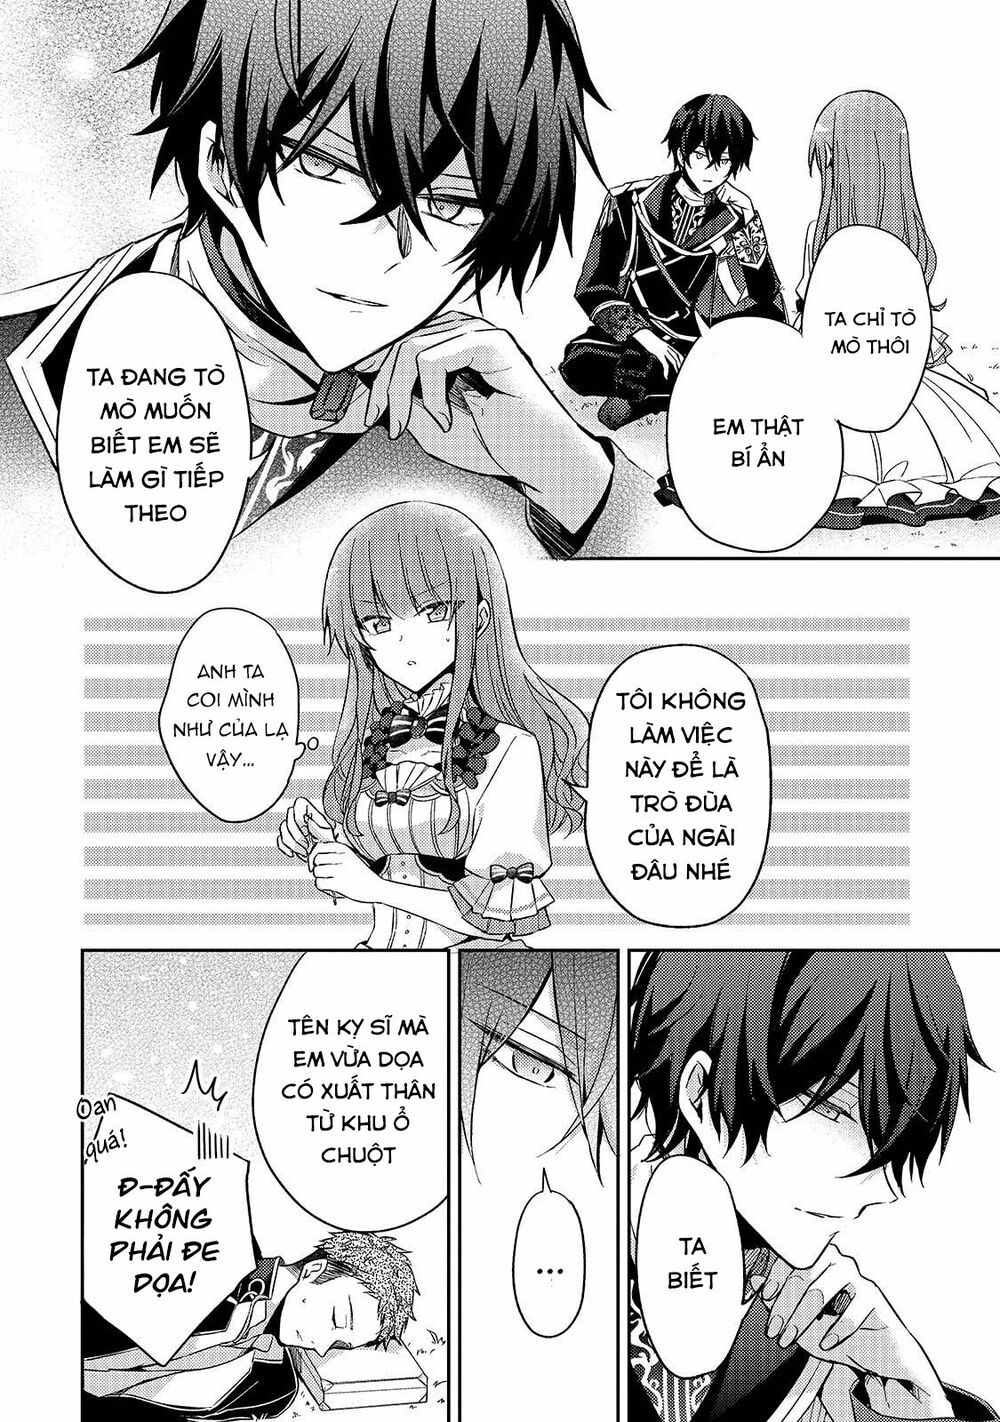 TA CHỈ TÒ
MÒ THÔI
EM THẬT
BÍ ẨN
TA ĐANG TÒ
MÒ MUỐN
BIẾT EM SẼ
LÀM GÌ TIẾP
THEO
TÔI KHÔNG
LÀM VIỆC
NÀY ĐỂ LÀ
TRÒ ĐÙA
CỦA NGÀI
ĐÂU NHÉ
ANH TA
COI MÌNH
NHƯ CỦA LẠ
VẬY...
TA
BIẾT
...
TÊN KỴ SĨ MÀ
EM VỪA DỌA
CÓ XUẤT THÂN
TỪ KHU Ổ
CHUỘT
Oan
quá!
Đ-ĐẤY
KHÔNG
PHẢI ĐE
DỌA!